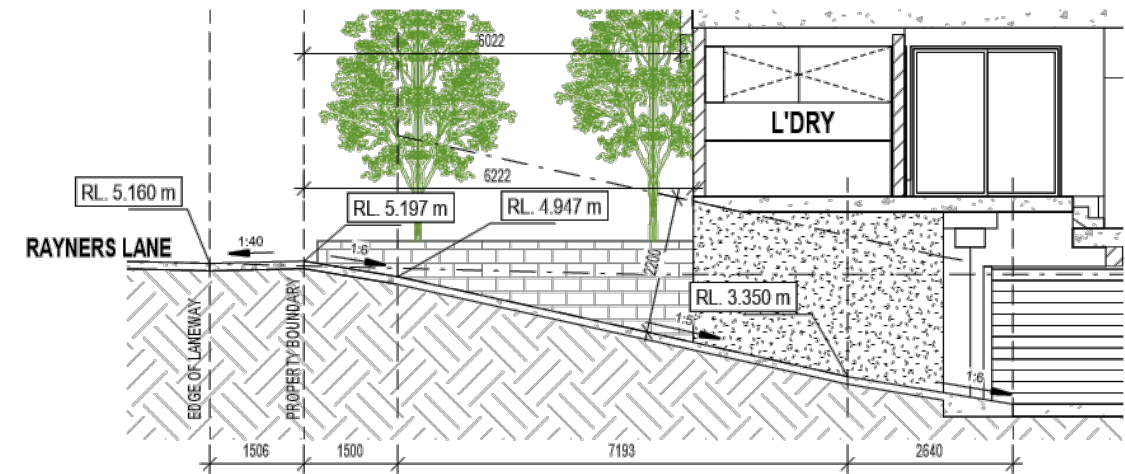 6022
L'DRY
RL. 5.160 m
6222
RL. 5.197 m
RL. 4.947 m
RAYNERS LANE
1:40
1:6
2200
RL. 3.350 m
1:5
1:6
EDGE OF LANEWAY
PROPERTY BOUNDARY
1506
1500
7193
2640